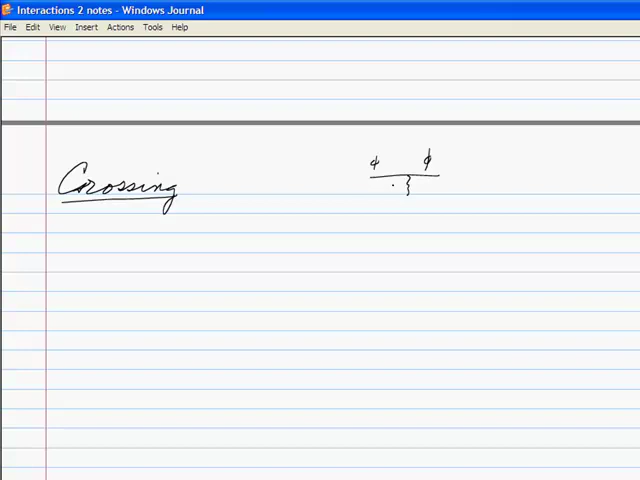 Interactions 2 notes - Windows Journal
File Edit View Insert Actions Tools Help
Crossing
ϕ ϕ